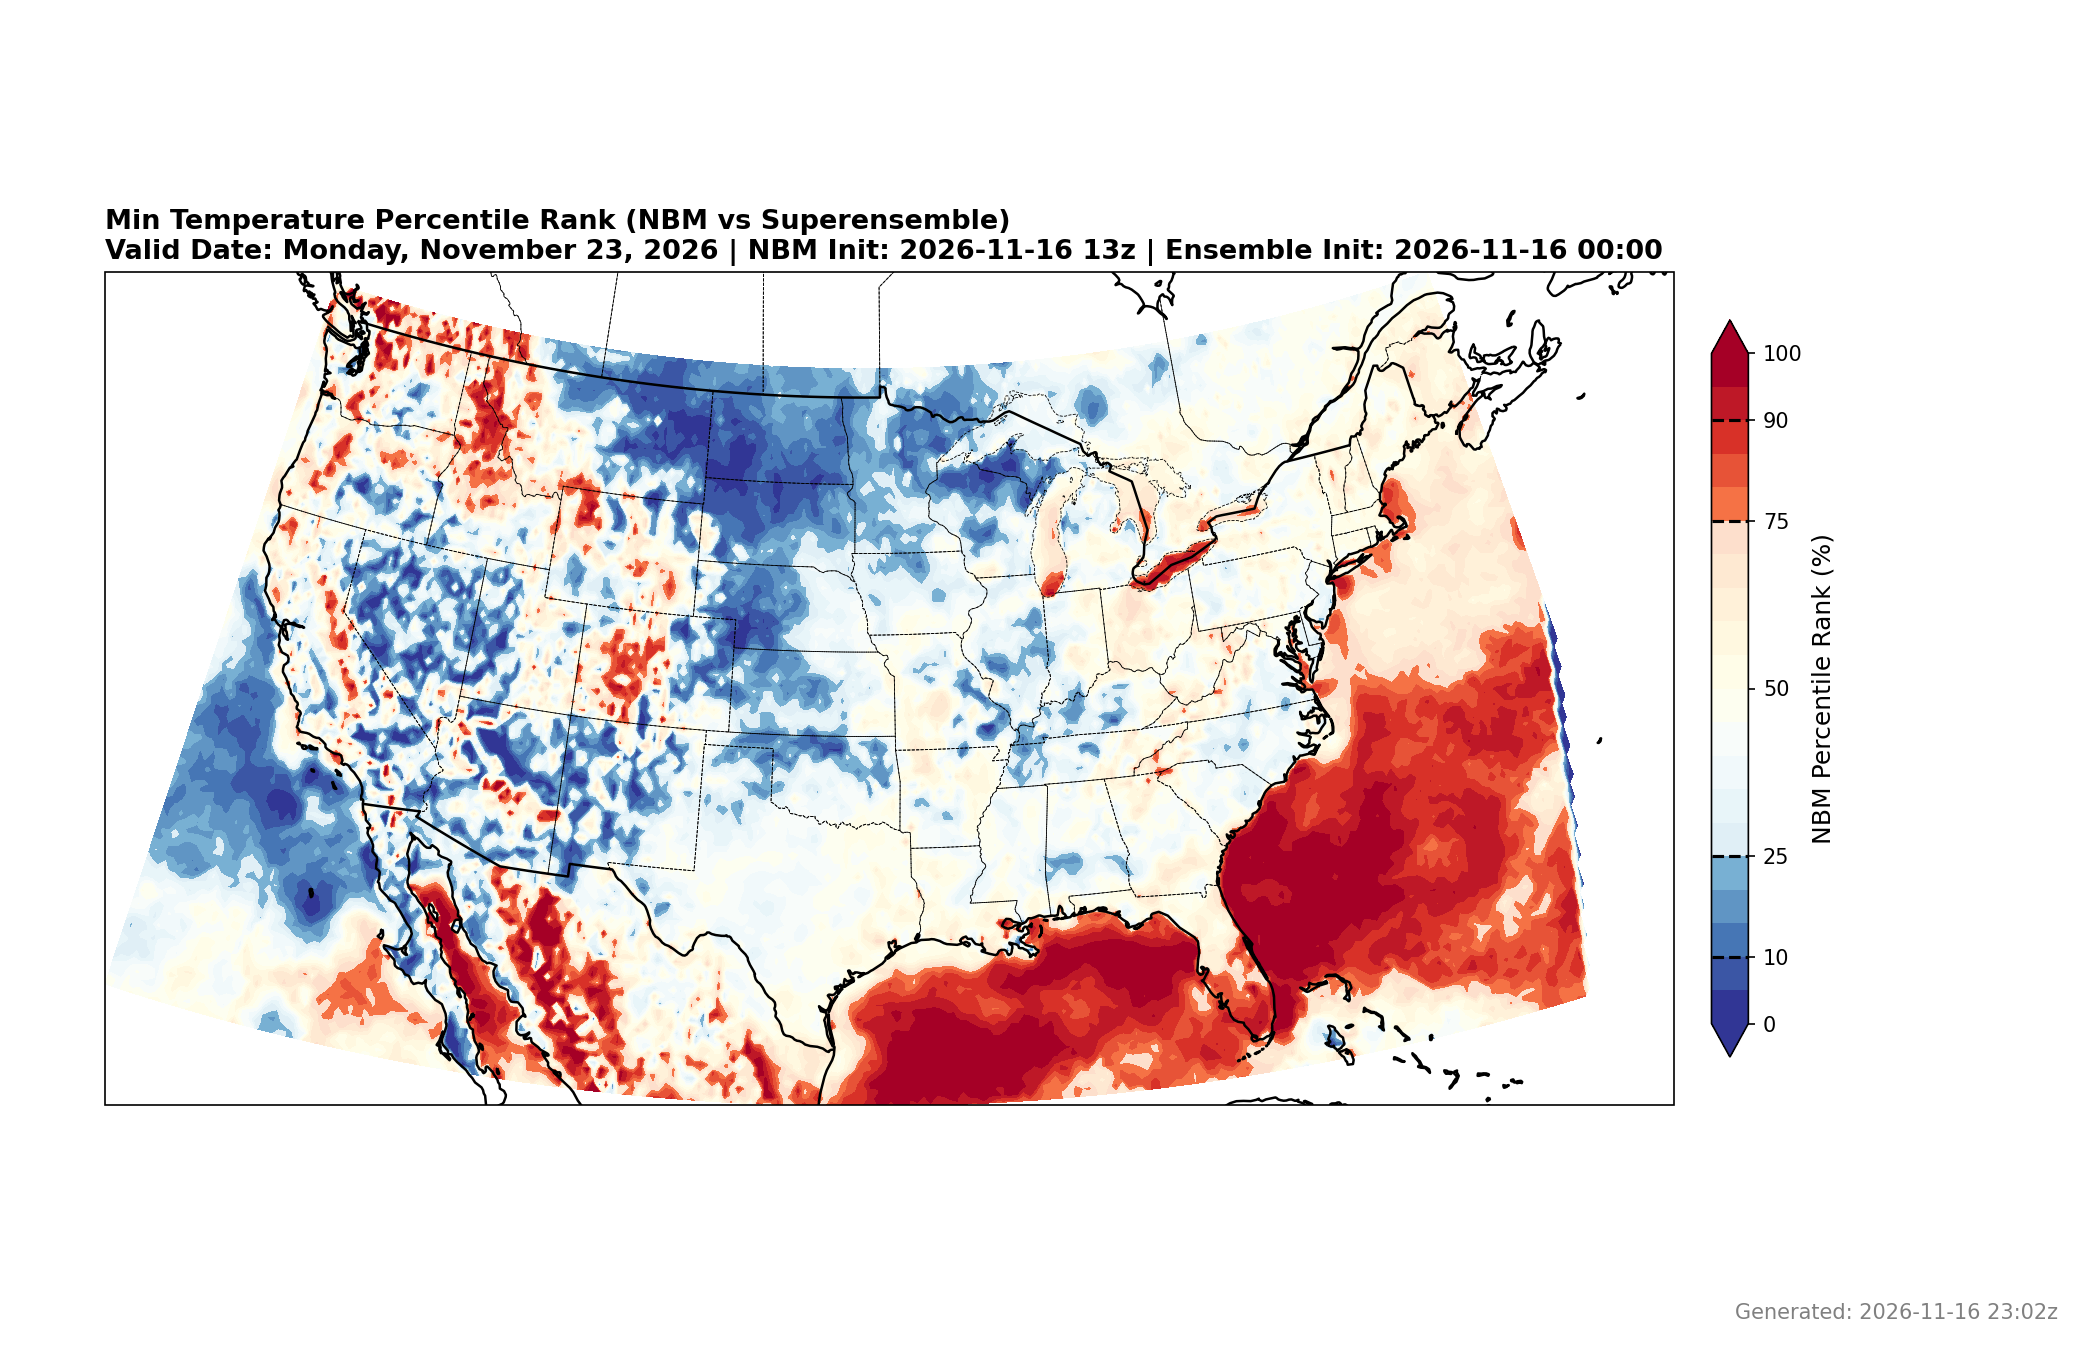 Min Temperature Percentile Rank (NBM vs Superensemble)
Valid Date: Monday, November 23, 2026 | NBM Init: 2026-11-16 13z | Ensemble Init: 2026-11-16 00:00
100
90
75
50
25
10
0
NBM Percentile Rank (%)
Generated: 2026-11-16 23:02z